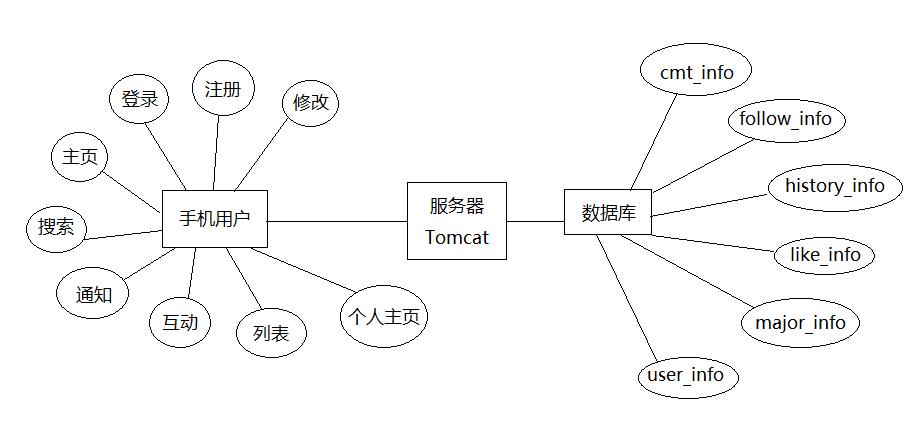 登录
注册
修改
主页
搜索
手机用户
通知
互动
列表
个人主页
服务器
Tomcat
数据库
cmt_info
follow_info
history_info
like_info
major_info
user_info